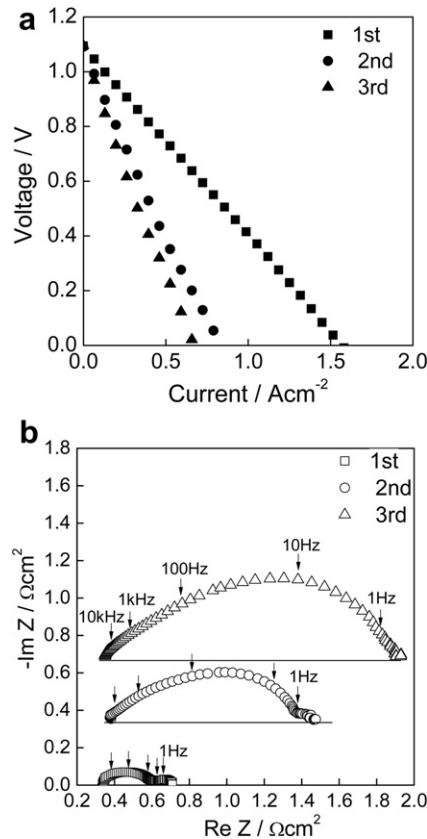 a
1st
2nd
3rd
1.2
1.0
0.8
0.6
0.4
0.2
0.0
Voltage / V
0.0 0.5 1.0 1.5 2.0
Current / Acm-2
b
1st
2nd
3rd
1.8
1.6
1.4
1.2
1.0
0.8
0.6
0.4
0.2
0.0
-Im Z / Ωcm2
10kHz
1kHz
100Hz
10Hz
1Hz
1Hz
1Hz
0.2 0.4 0.6 0.8 1.0 1.2 1.4 1.6 1.8 2.0
Re Z / Ωcm2